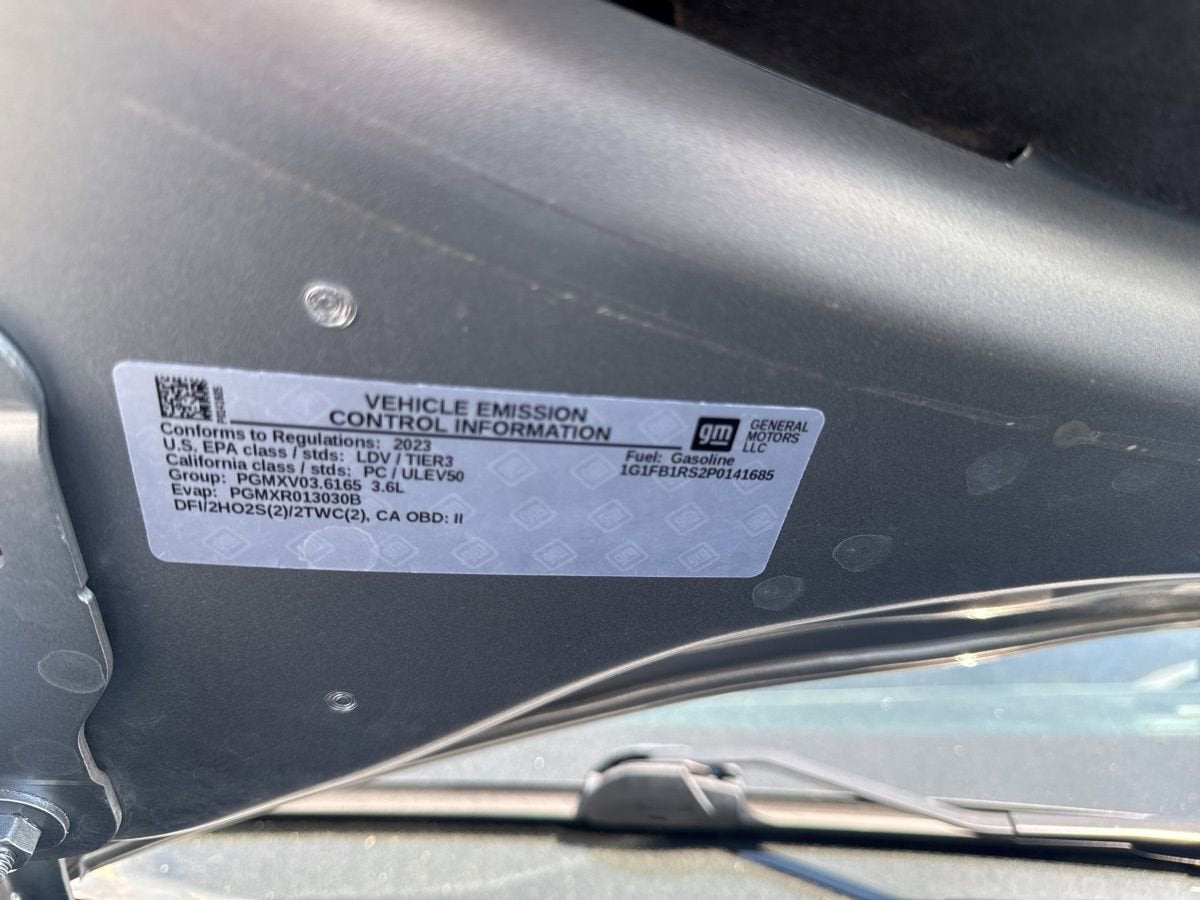 VEHICLE EMISSION
CONTROL INFORMATION
gm GENERAL
MOTORS
LLC
Conforms to Regulations: 2023
U.S. EPA class / stds: LDV / TIER3
California class / stds: PC / ULEV50
Group: PGMXV03.6165 3.6L
Evap: PGMXR013030B
DFI/2HO2S(2)/2TWC(2), CA OBD: II
Fuel: Gasoline
1G1FB1RS2P0141685